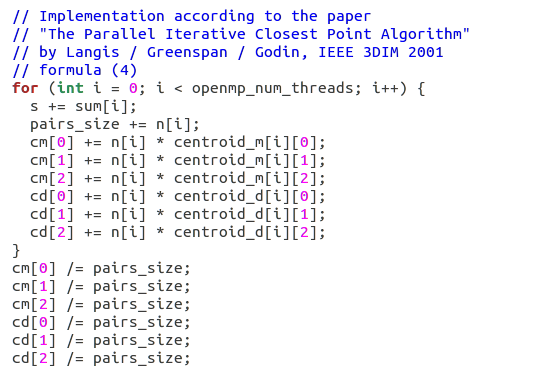 // Implementation according to the paper
// "The Parallel Iterative Closest Point Algorithm"
// by Langis / Greenspan / Godin, IEEE 3DIM 2001
// formula (4)
for (int i = 0; i < openmp_num_threads; i++) {
  s += sum[i];
  pairs_size += n[i];
  cm[0] += n[i] * centroid_m[i][0];
  cm[1] += n[i] * centroid_m[i][1];
  cm[2] += n[i] * centroid_m[i][2];
  cd[0] += n[i] * centroid_d[i][0];
  cd[1] += n[i] * centroid_d[i][1];
  cd[2] += n[i] * centroid_d[i][2];
}
cm[0] /= pairs_size;
cm[1] /= pairs_size;
cm[2] /= pairs_size;
cd[0] /= pairs_size;
cd[1] /= pairs_size;
cd[2] /= pairs_size;